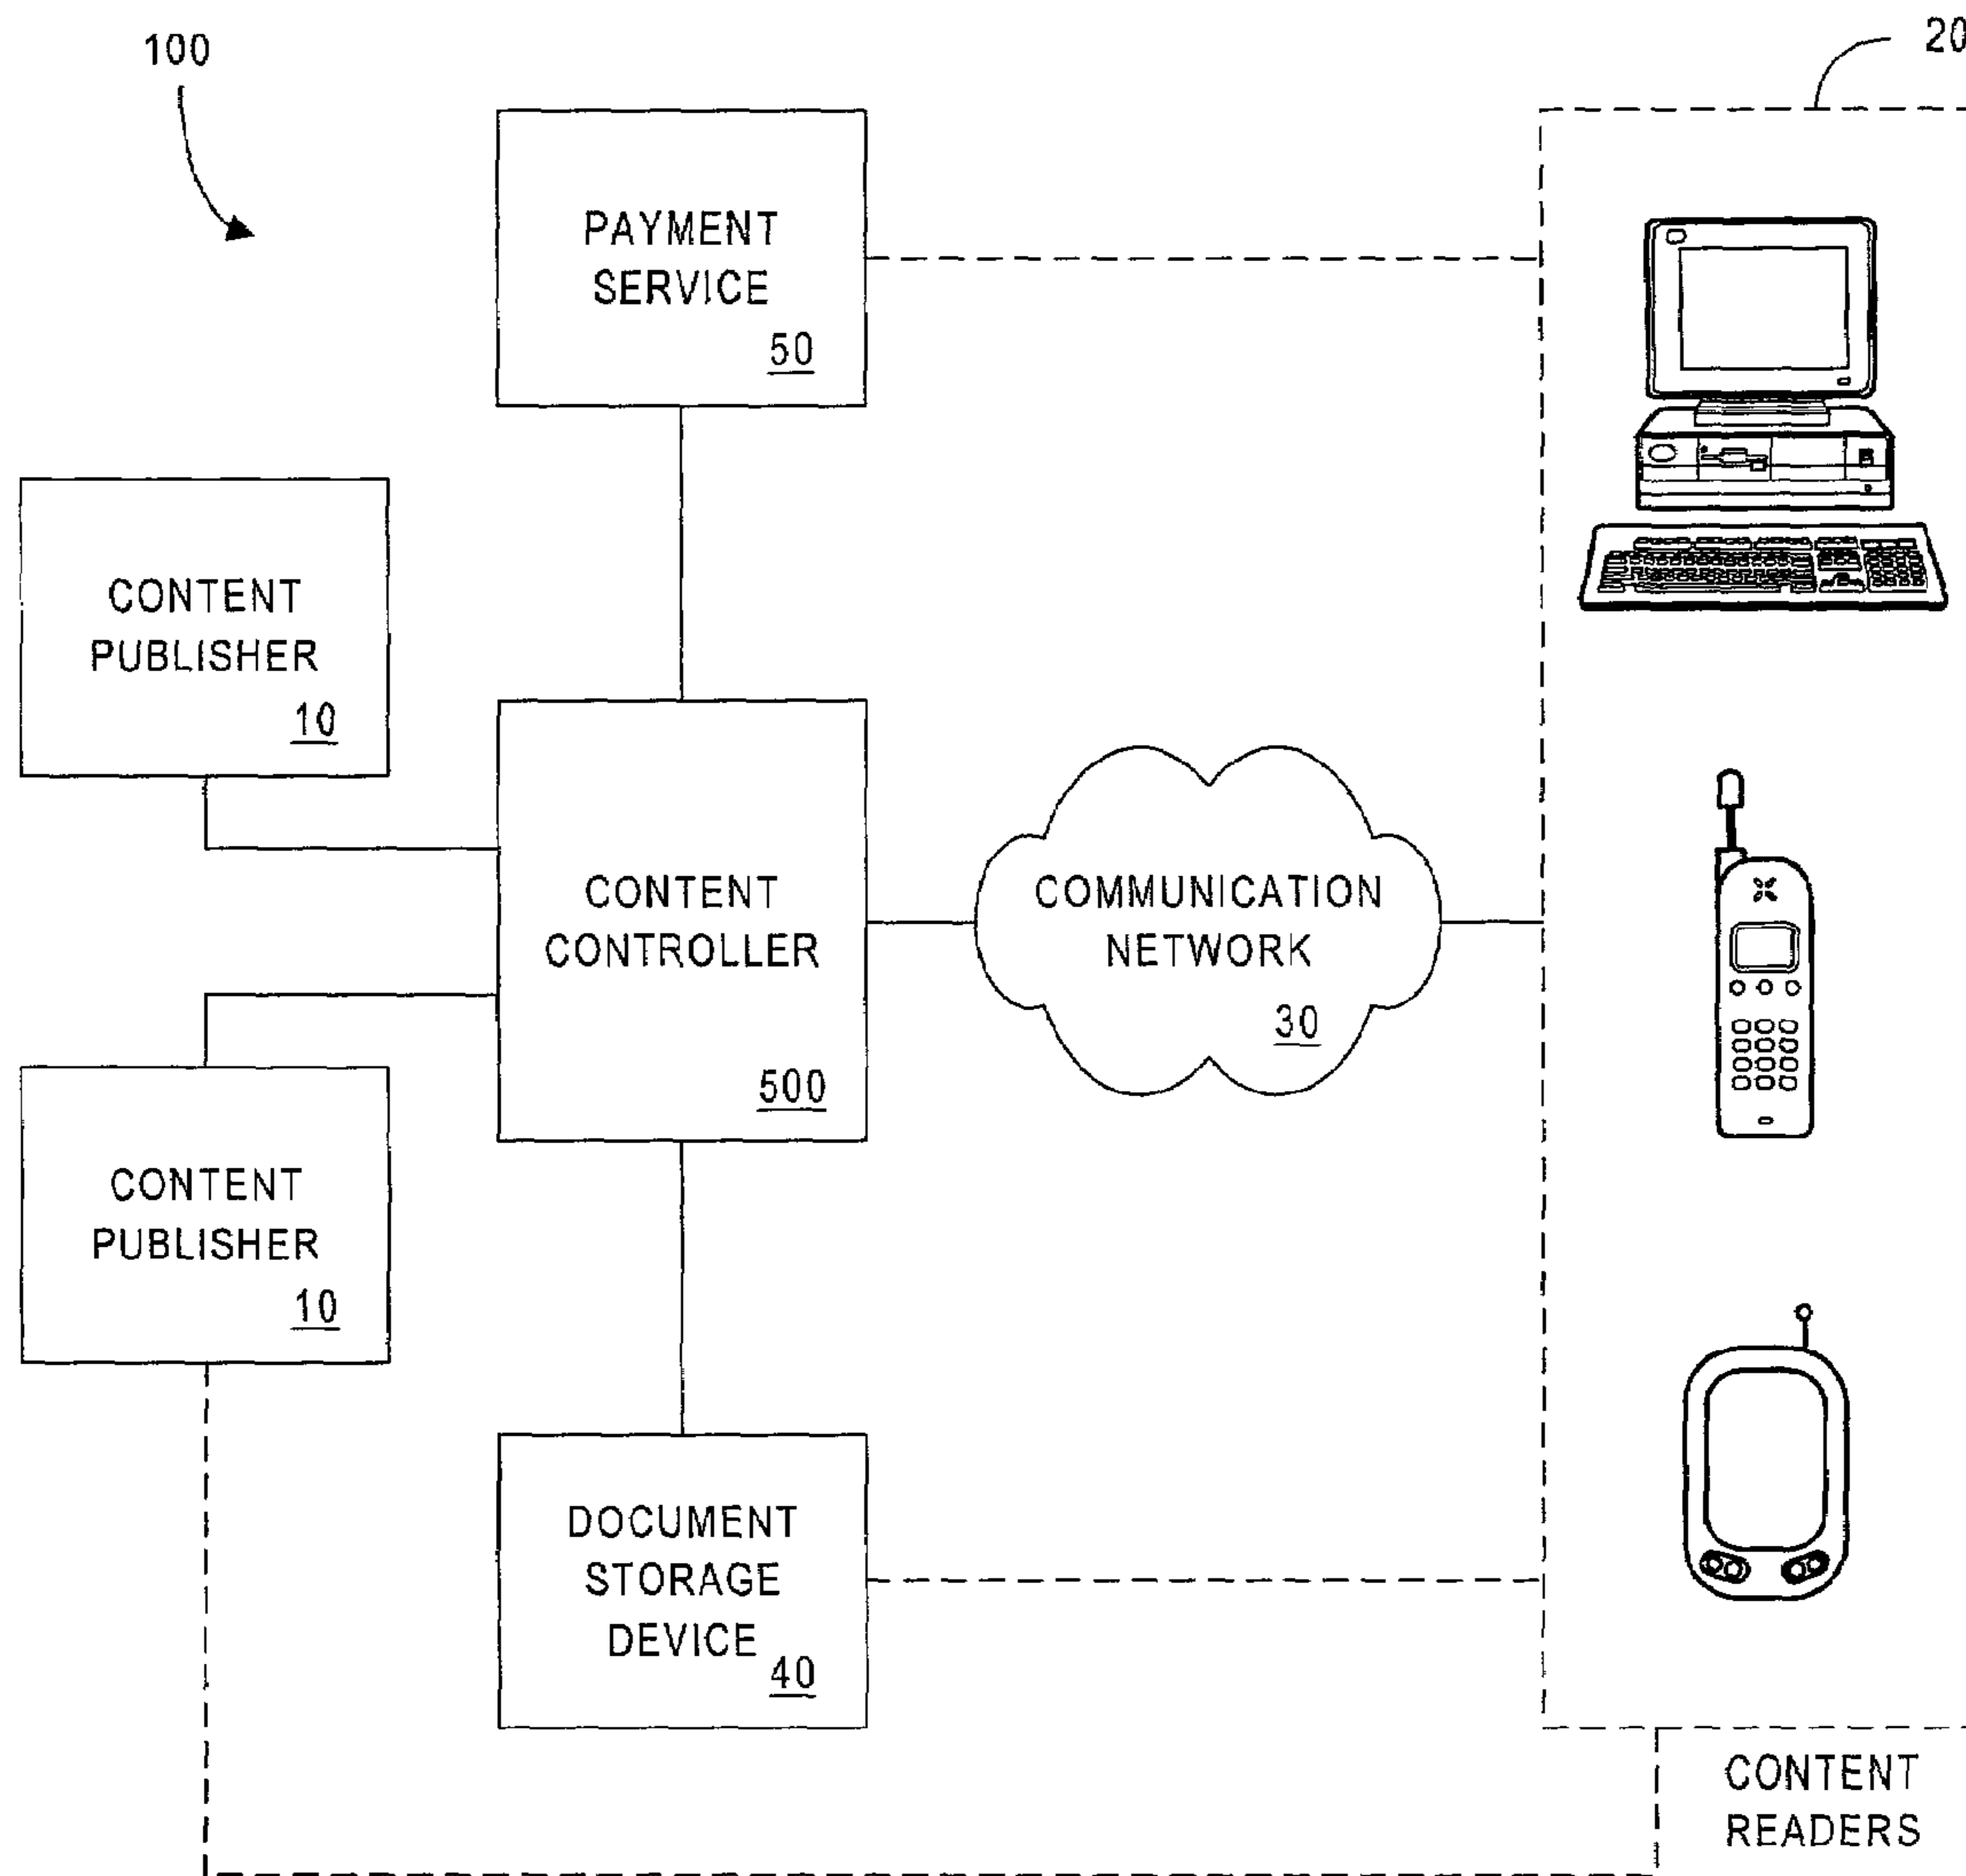 100
20
PAYMENT
SERVICE
50
CONTENT
PUBLISHER
10
CONTENT
CONTROLLER
500
COMMUNICATION
NETWORK
30
CONTENT
PUBLISHER
10
DOCUMENT
STORAGE
DEVICE
40
CONTENT
READERS